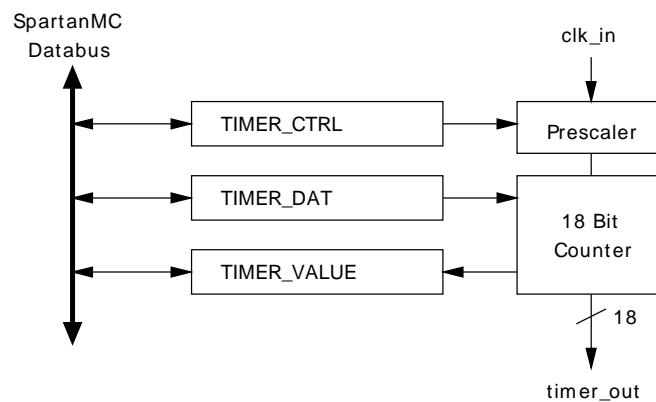 SpartanMC
Databus
clk_in
TIMER_CTRL
Prescaler
TIMER_DAT
18 Bit
Counter
TIMER_VALUE
18
timer_out